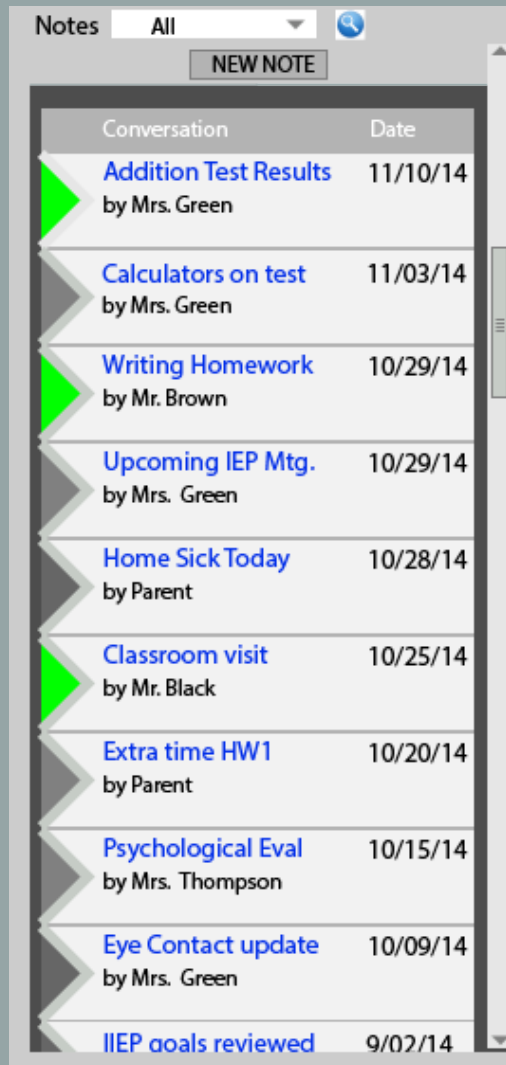 Notes All
NEW NOTE
Conversation Date
Addition Test Results 11/10/14
by Mrs. Green
Calculators on test 11/03/14
by Mrs. Green
Writing Homework 10/29/14
by Mr. Brown
Upcoming IEP Mtg. 10/29/14
by Mrs. Green
Home Sick Today 10/28/14
by Parent
Classroom visit 10/25/14
by Mr. Black
Extra time HW1 10/20/14
by Parent
Psychological Eval 10/15/14
by Mrs. Thompson
Eye Contact update 10/09/14
by Mrs. Green
IIEP goals reviewed 9/02/14